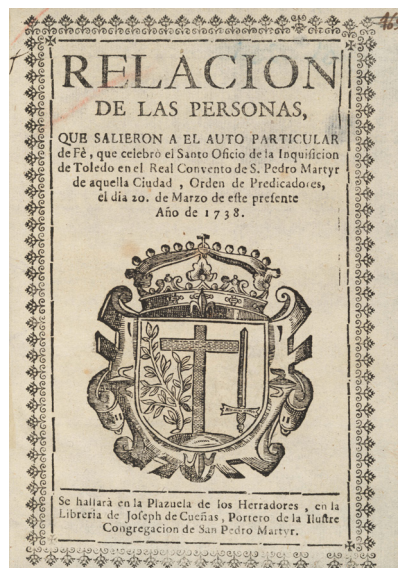 RELACION
DE LAS PERSONAS,
QUE SALIERON A EL AUTO PARTICULAR
de Fè, que celebrò el Santo Oficio de la Inquisicion
de Toledo en el Real Convento de S. Pedro Martyr
de aquella Ciudad, Orden de Predicadores,
el dia 20. de Marzo de este presente
Año de 1738.
Se hallarà en la Plazuela de los Herradores, en la
Libreria de Joseph de Cueñas, Portero de la Ilustre
Congregacion de San Pedro Martyr.